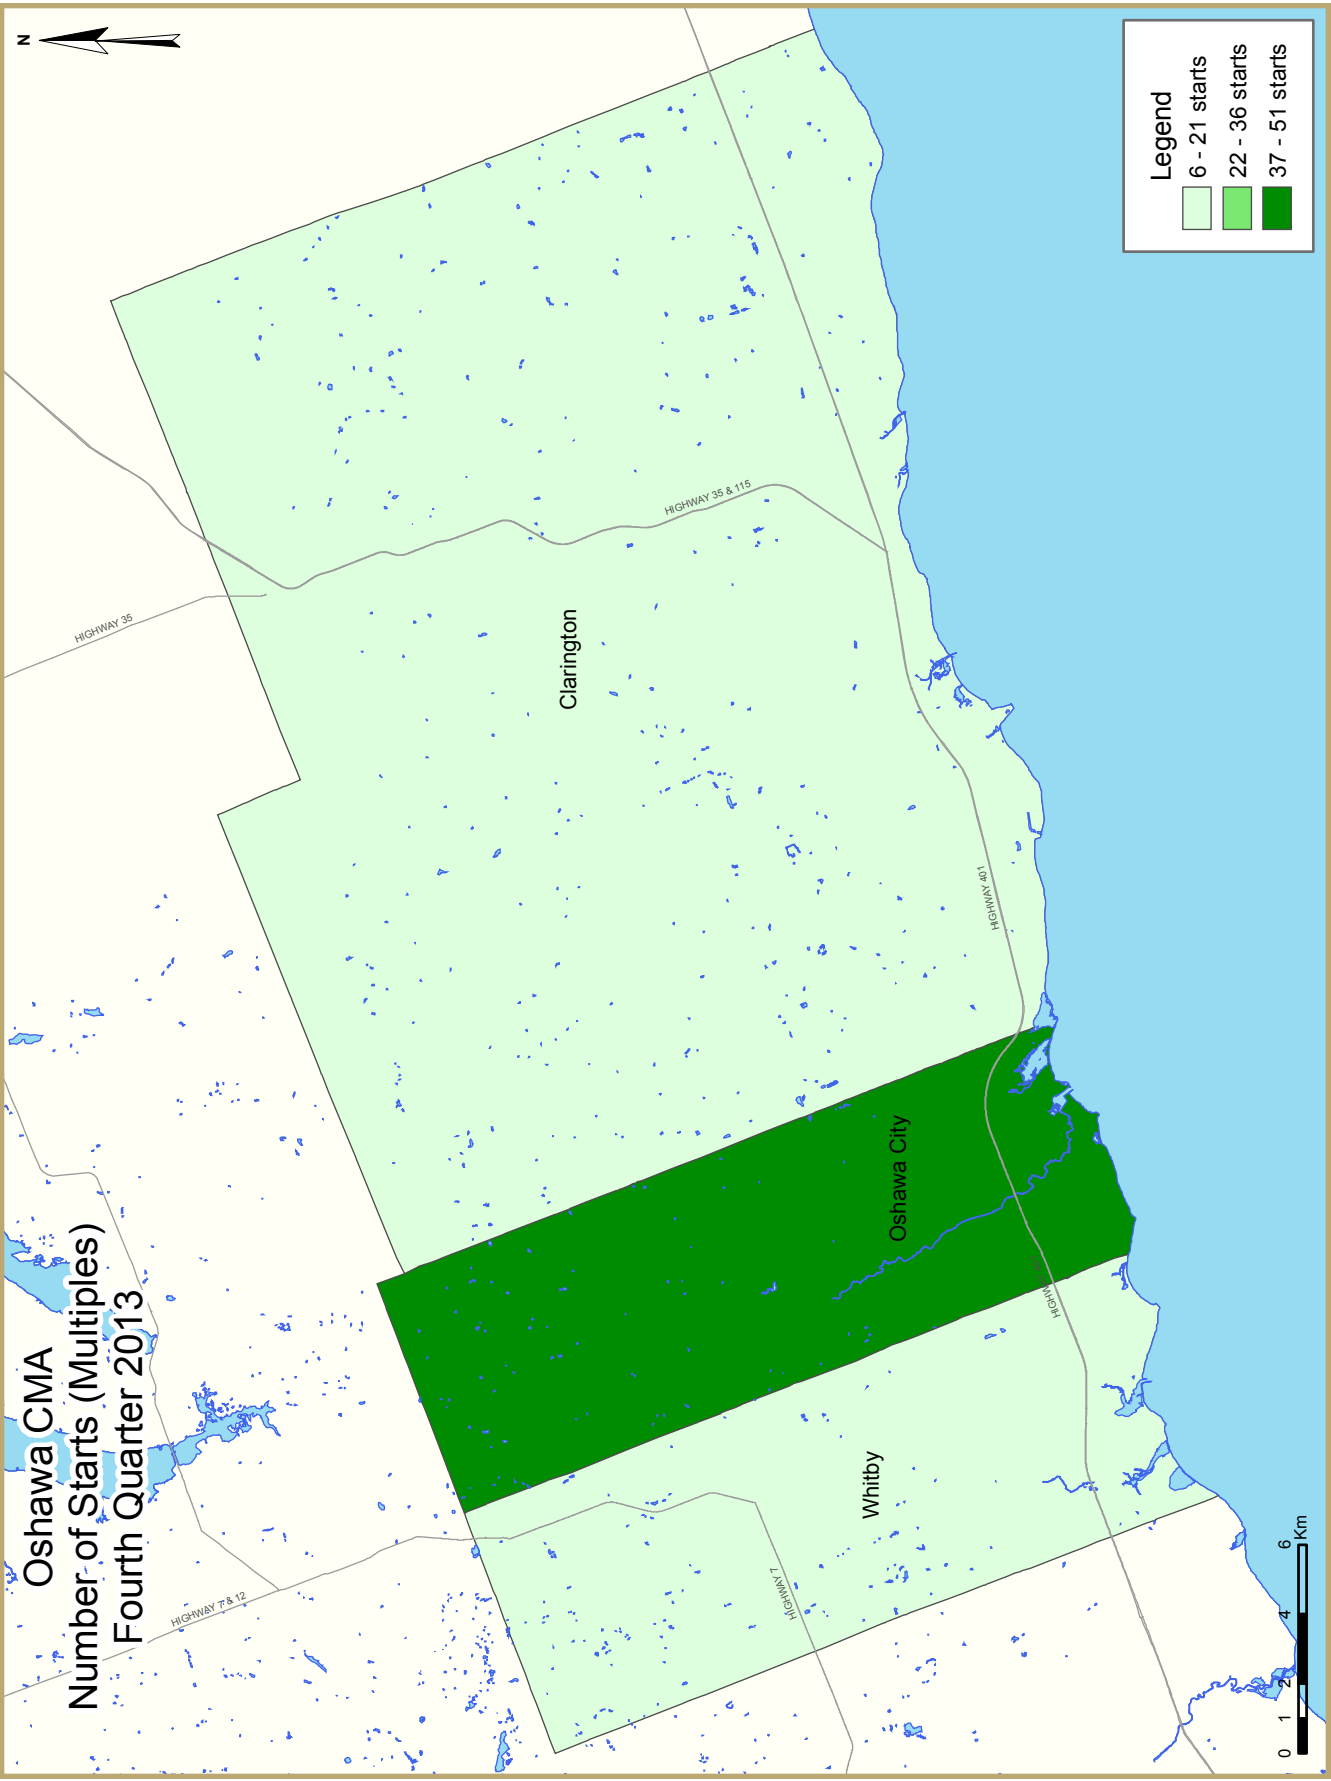 Oshawa CMA
Number of Starts (Multiples)
Fourth Quarter 2013
N
HIGHWAY 7 & 12
HIGHWAY 35
HIGHWAY 35 & 115
Clarington
HIGHWAY 7
Whitby
Oshawa City
HIGHWAY 401
Legend
6 - 21 starts
22 - 36 starts
37 - 51 starts
0 1 2 4 6
Km